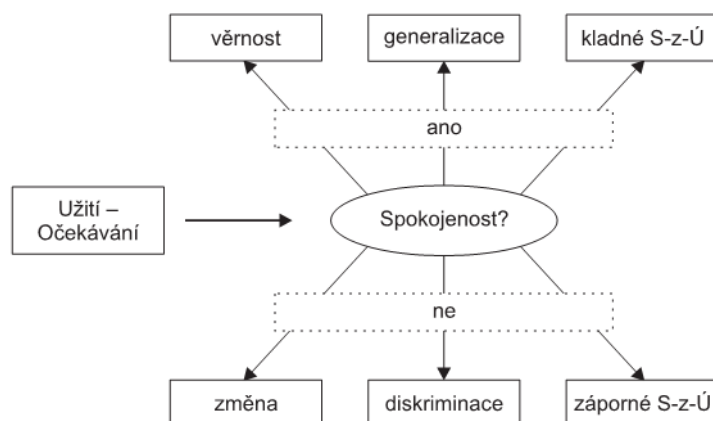 věrnost
generalizace
kladné S-z-Ú
ano
Užití –
Očekávání
Spokojenost?
ne
změna
diskriminace
záporné S-z-Ú